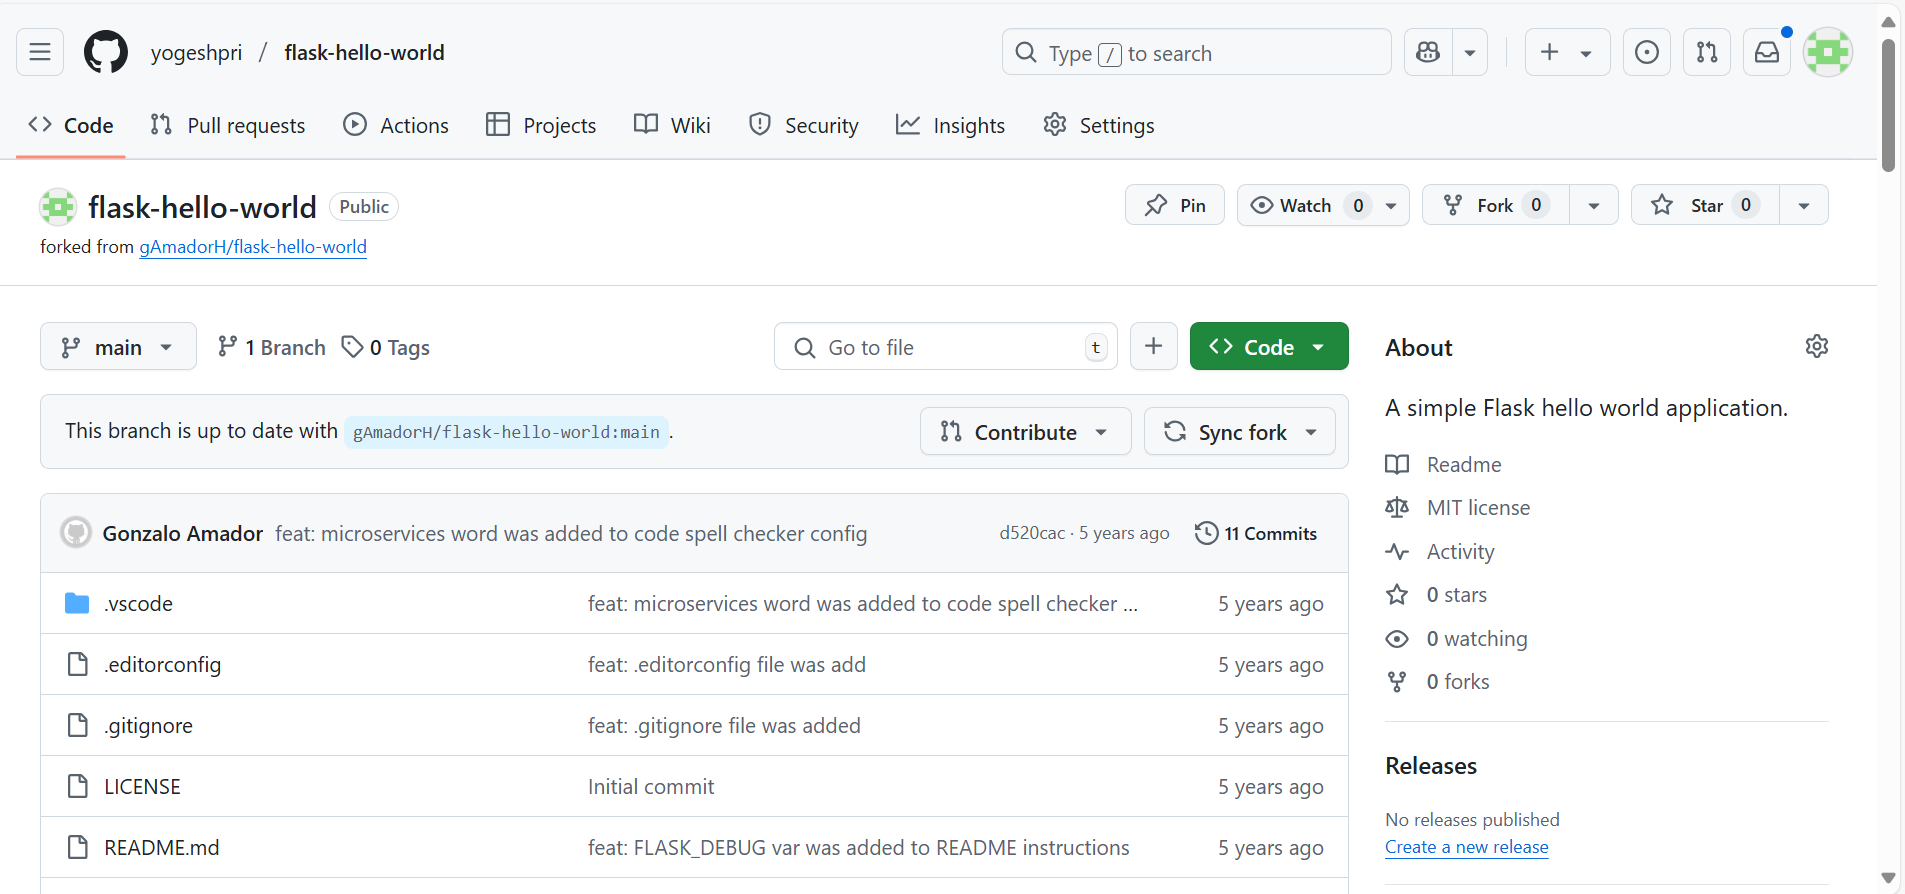 yogeshpri / flask-hello-world Type / to search
Code Pull requests Actions Projects Wiki Security Insights Settings
flask-hello-world Public Pin Watch 0 Fork 0 Star 0
forked from gAmadorH/flask-hello-world
main 1 Branch 0 Tags Go to file t + Code
This branch is up to date with gAmadorH/flask-hello-world:main . Contribute Sync fork
Gonzalo Amador feat: microservices word was added to code spell checker config d520cac · 5 years ago 11 Commits
.vscode feat: microservices word was added to code spell checker ... 5 years ago
.editorconfig feat: .editorconfig file was add 5 years ago
.gitignore feat: .gitignore file was added 5 years ago
LICENSE Initial commit 5 years ago
README.md feat: FLASK_DEBUG var was added to README instructions 5 years ago
About
A simple Flask hello world application.
Readme
MIT license
Activity
0 stars
0 watching
0 forks
Releases
No releases published
Create a new release